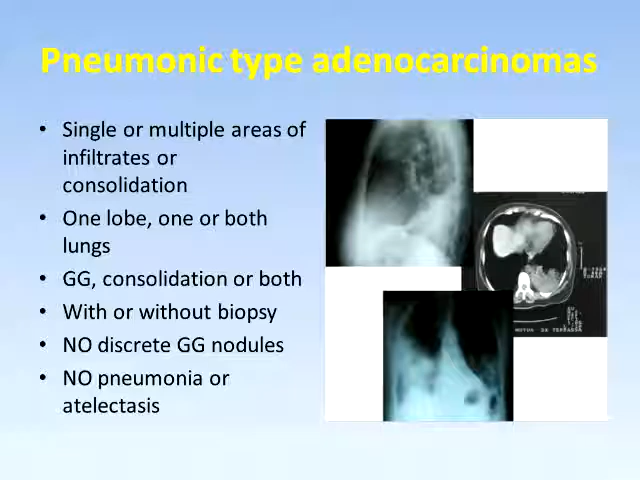 Pneumonic type adenocarcinomas
• Single or multiple areas of
infiltrates or
consolidation
• One lobe, one or both
lungs
• GG, consolidation or both
• With or without biopsy
• NO discrete GG nodules
• NO pneumonia or
atelectasis